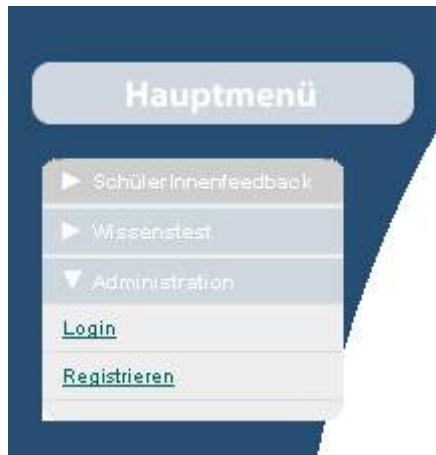 Hauptmenü
SchülerInnenfeedback
Wissenstest
Administration
Login
Registrieren